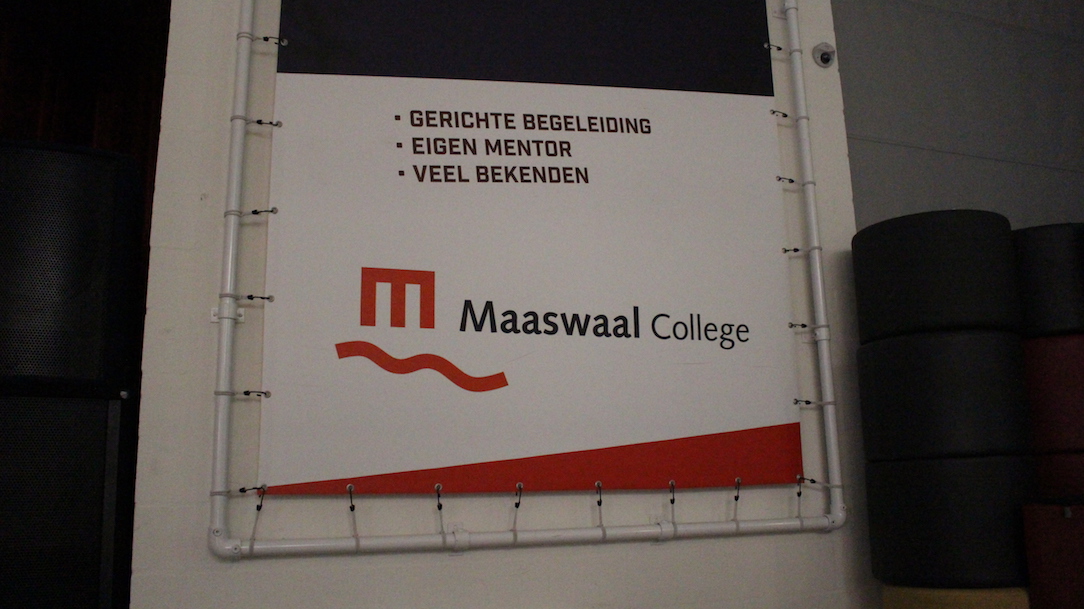 · GERICHTE BEGELEIDING
· EIGEN MENTOR
· VEEL BEKENDEN
m
Maaswaal College